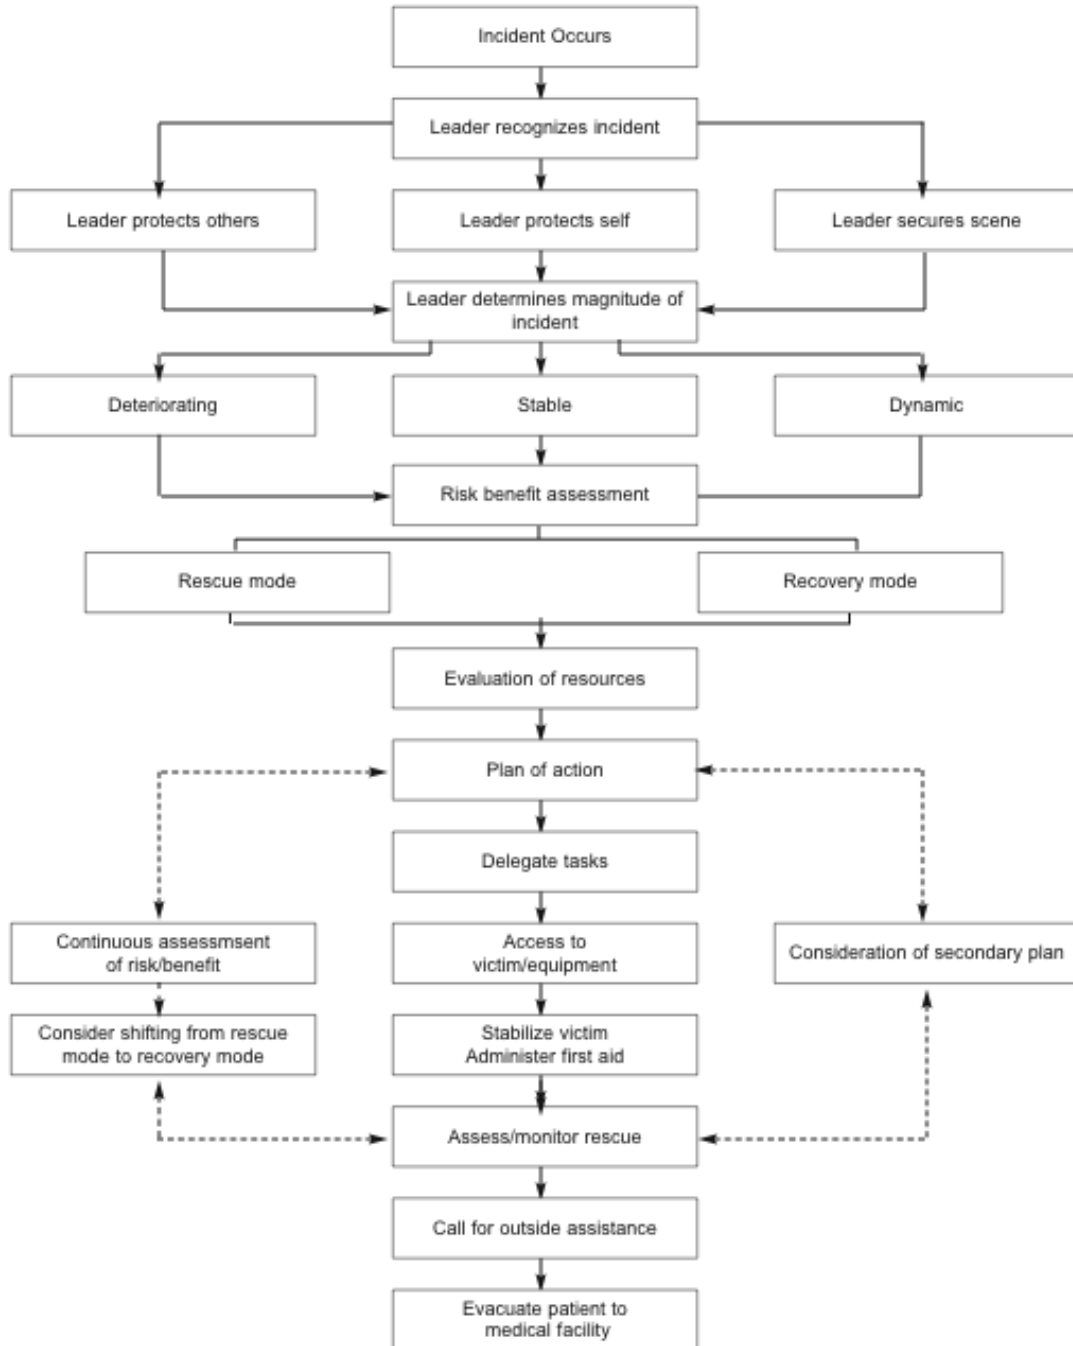 Incident Occurs
Leader recognizes incident
Leader protects others
Leader protects self
Leader secures scene
Leader determines magnitude of
incident
Deteriorating
Stable
Dynamic
Risk benefit assessment
Rescue mode
Recovery mode
Evaluation of resources
Plan of action
Delegate tasks
Continuous assessmsent
of risk/benefit
Access to
victim/equipment
Consideration of secondary plan
Consider shifting from rescue
mode to recovery mode
Stabilize victim
Administer first aid
Assess/monitor rescue
Call for outside assistance
Evacuate patient to
medical facility